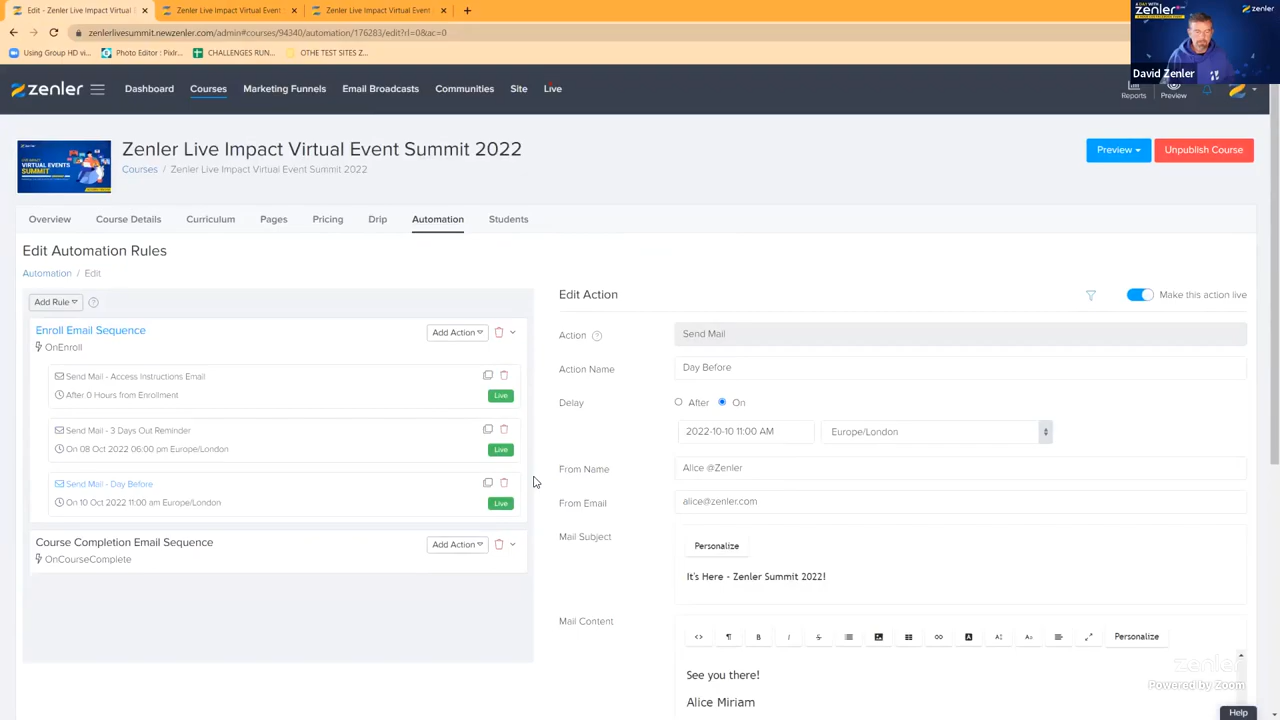 Edit - Zenler Live Impact Virtual
Zenler Live Impact Virtual Event
Zenler Live Impact Virtual Event
zenlerlivesummit.newzenler.com/admin#courses/94340/automation/176283/edit?rl=0&ac=0
Using Group HD vi...
Photo Editor : Pixlr...
CHALLENGES RUN...
OTHE TEST SITES Z...
A DAY WITH
zenler
zenler
David Zenler
zenler
Dashboard
Courses
Marketing Funnels
Email Broadcasts
Communities
Site
Live
Reports
Preview
VIRTUAL EVENTS
SUMMIT
Zenler Live Impact Virtual Event Summit 2022
Courses / Zenler Live Impact Virtual Event Summit 2022
Preview
Unpublish Course
Overview
Course Details
Curriculum
Pages
Pricing
Drip
Automation
Students
Edit Automation Rules
Automation / Edit
Add Rule
Enroll Email Sequence
Add Action
OnEnroll
Send Mail - Access Instructions Email
After 0 Hours from Enrollment
Live
Send Mail - 3 Days Out Reminder
On 08 Oct 2022 06:00 pm Europe/London
Live
Send Mail - Day Before
On 10 Oct 2022 11:00 am Europe/London
Live
Course Completion Email Sequence
Add Action
OnCourseComplete
Edit Action
Make this action live
Action
Send Mail
Action Name
Day Before
Delay
After
On
2022-10-10 11:00 AM
Europe/London
From Name
Alice @Zenler
From Email
alice@zenler.com
Mail Subject
Personalize
It's Here - Zenler Summit 2022!
Mail Content
Personalize
See you there!
Alice Miriam
zenler
Powered by Zoom
Help